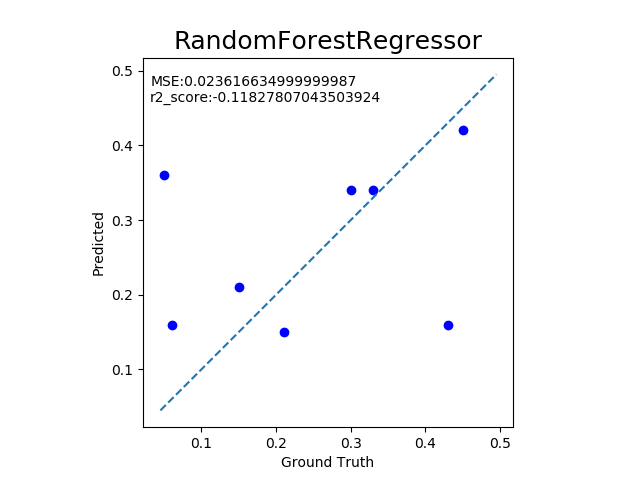 RandomForestRegressor
MSE:0.023616634999999987
r2_score:-0.11827807043503924
0.5
0.4
0.3
0.2
0.1
Predicted
0.1 0.2 0.3 0.4 0.5
Ground Truth